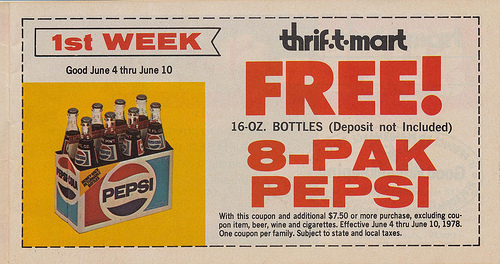 1st WEEK
Good June 4 thru June 10
PEPSI
thrif-t-mart
FREE!
16-OZ. BOTTLES (Deposit not Included)
8-PAK
PEPSI
With this coupon and additional $7.50 or more purchase, excluding cou-
pon item, beer, wine and cigarettes. Effective June 4 thru June 10, 1978.
One coupon per family. Subject to state and local taxes.